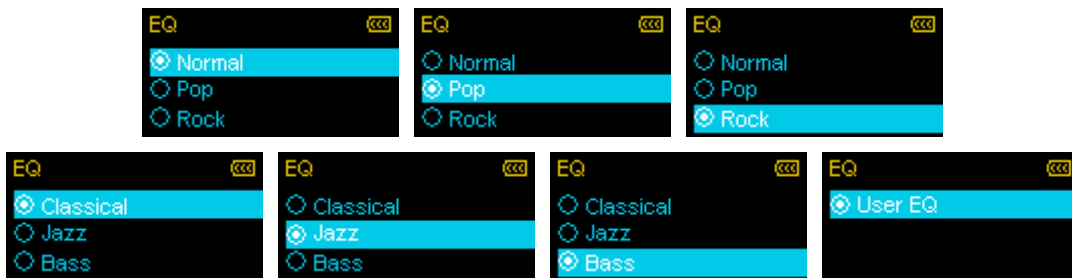 EQ
Normal
Pop
Rock
EQ
Normal
Pop
Rock
EQ
Normal
Pop
Rock
EQ
Classical
Jazz
Bass
EQ
Classical
Jazz
Bass
EQ
Classical
Jazz
Bass
EQ
User EQ